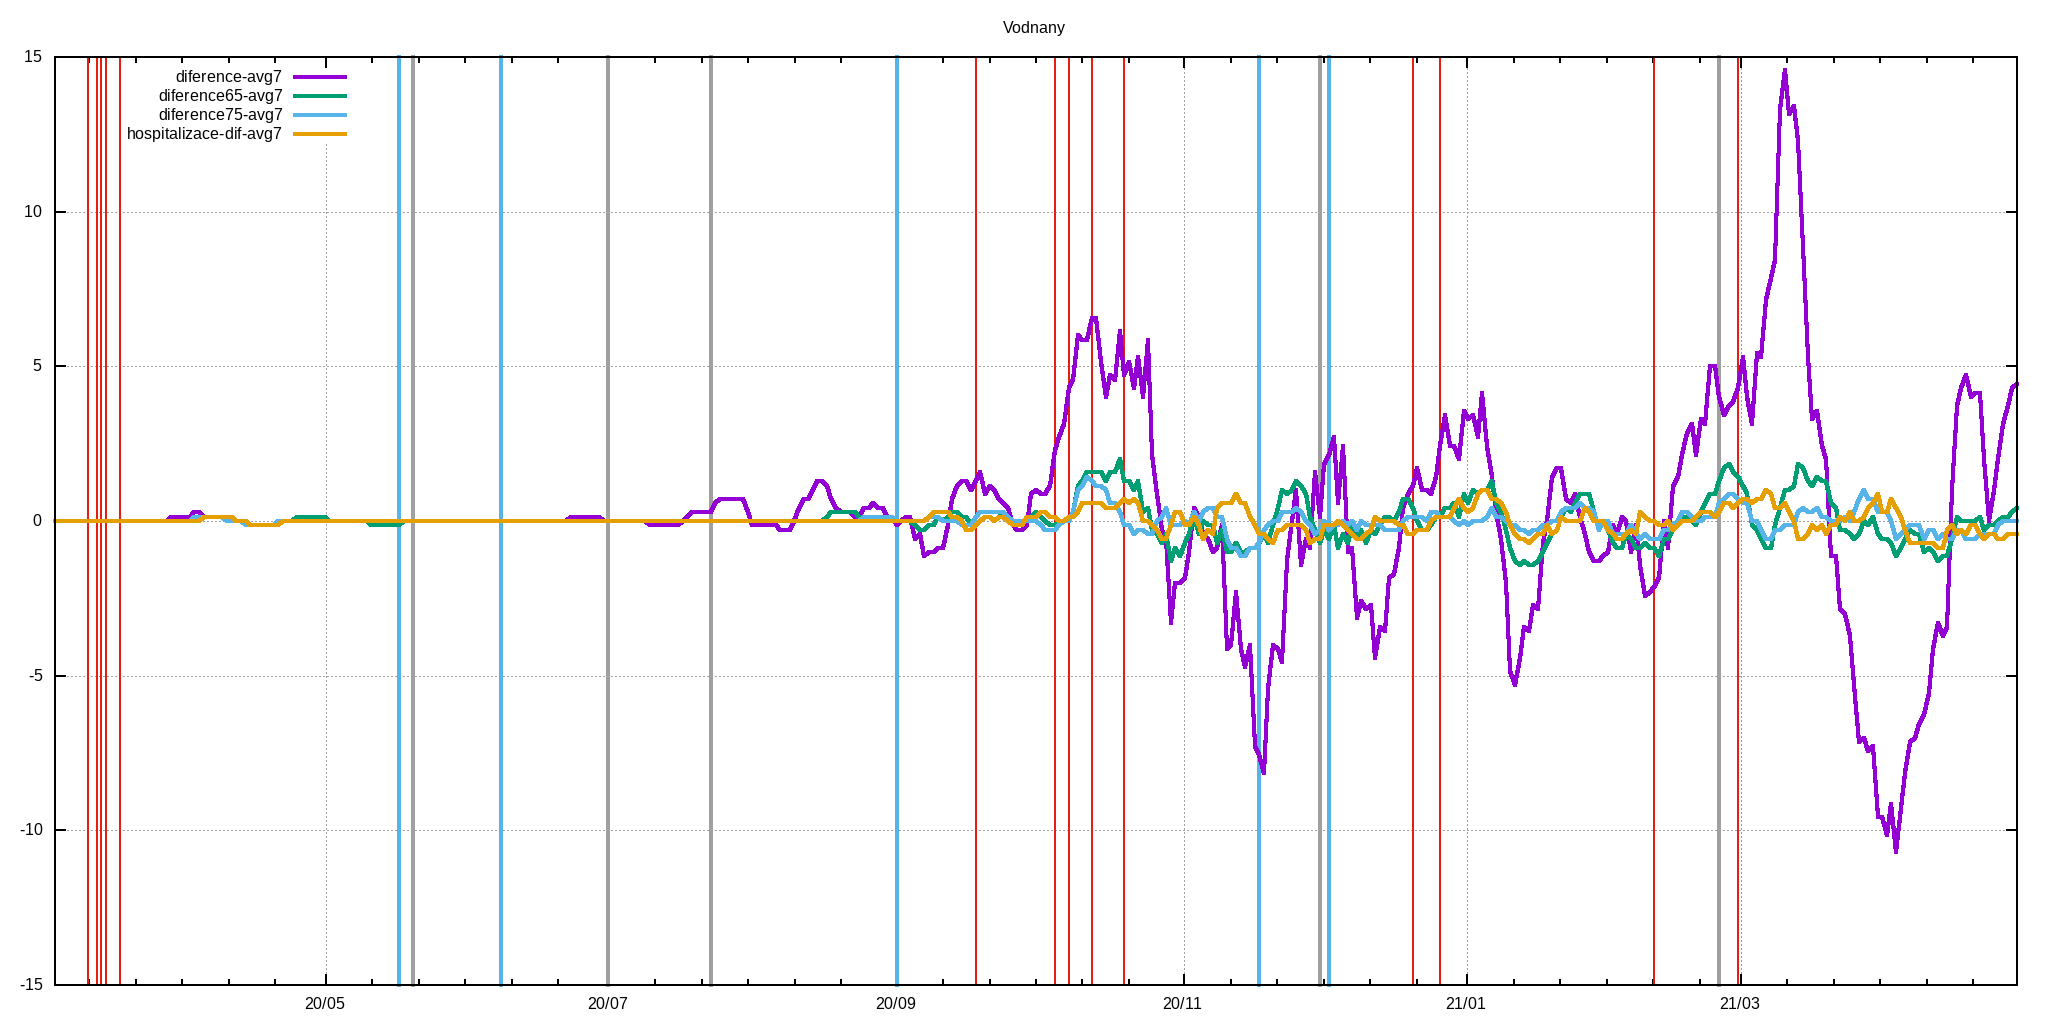 Vodnany
15
diference-avg7
diference65-avg7
diference75-avg7
hospitalizace-dif-avg7
10
5
0
-5
-10
-15
20/05 20/07 20/09 20/11 21/01 21/03